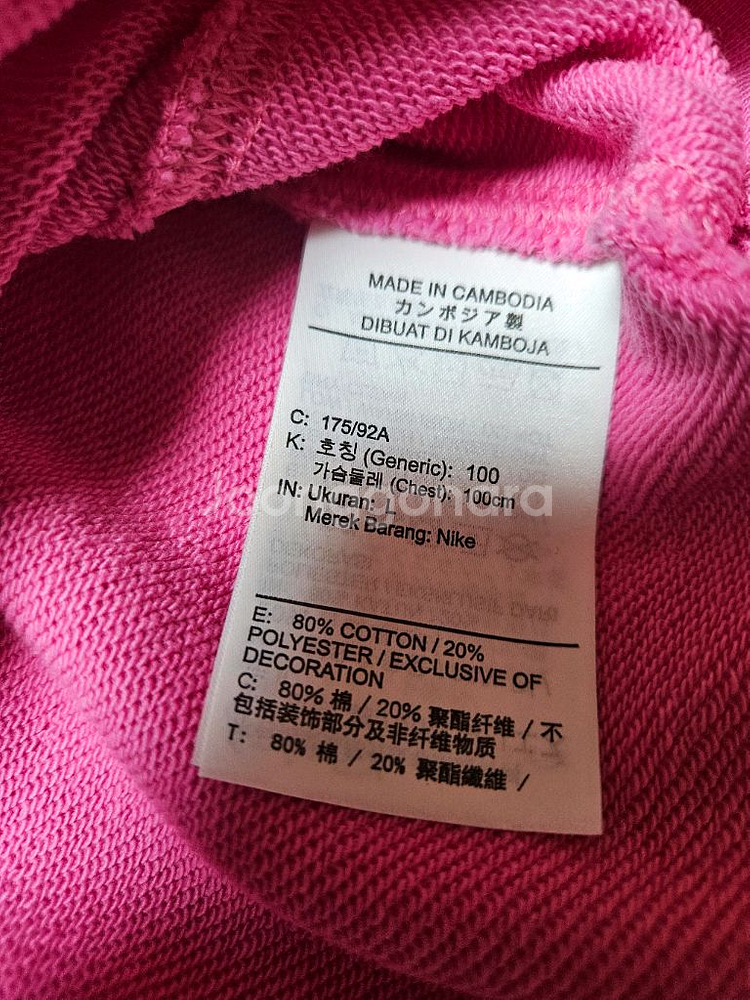 MADE IN CAMBODIA
カンボジア製
DIBUAT DI KAMBOJA
C: 175/92A
K: 호칭 (Generic): 100
가슴둘레 (Chest): 100cm
IN: Ukuran: L
Merek Barang: Nike
E: 80% COTTON / 20%
POLYESTER / EXCLUSIVE OF
DECORATION
C: 80% 棉 / 20% 聚酯纤维 / 不
包括装饰部分及非纤维物质
T: 80% 棉 / 20% 聚酯纖維 /